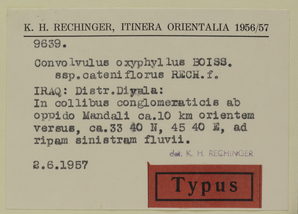 K. H. RECHINGER, ITINERA ORIENTALIA 1956/57
9639.
Convolvulus oxyphyllus BOISS.
ssp.cateniflorus RECH.f.
IRAQ: Distr.Diyala:
In collibus conglomeraticis ab
oppido Mandali ca.10 km orientem
versus, ca.33 40 N, 45 40 E, ad
ripam sinistram fluvii.
det. K. H. RECHINGER
2.6.1957
Typus